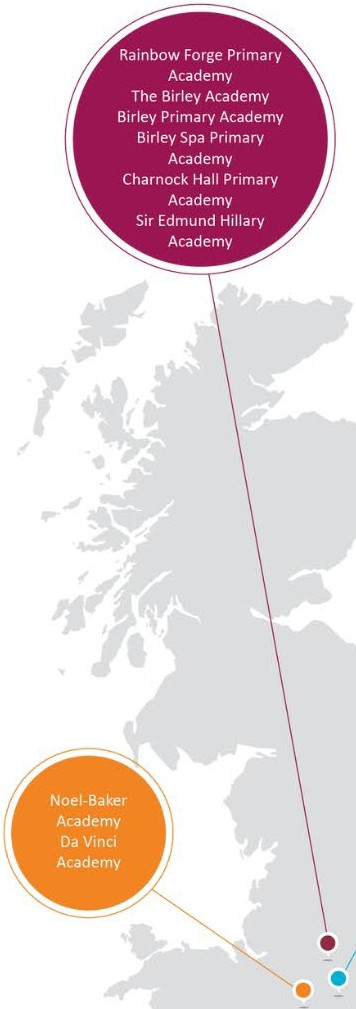 Rainbow Forge Primary
Academy
The Birley Academy
Birley Primary Academy
Birley Spa Primary
Academy
Charnock Hall Primary
Academy
Sir Edmund Hillary
Academy
Noel-Baker
Academy
Da Vinci
Academy